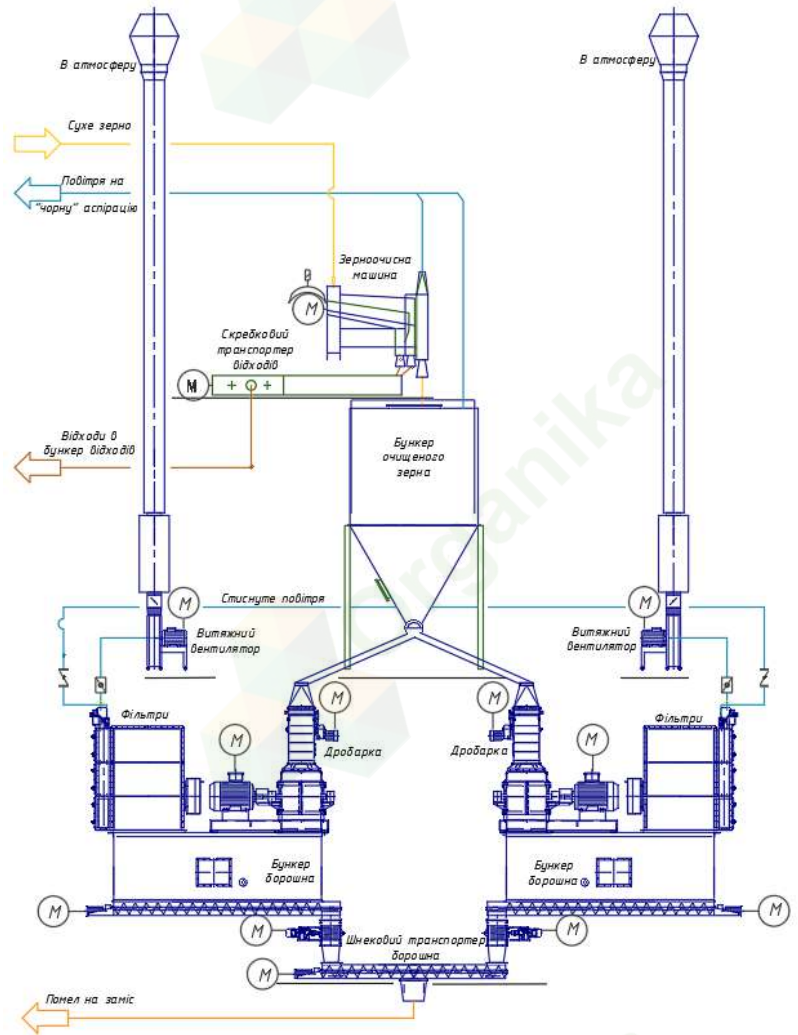 В атмосферу
В атмосферу
Сухе зерно
Повітря на
"чорну" аспірацію
Зерноочисна
машина
M
Скребковий
транспортер
відходів
M
Відходи в
бункер відходів
Бункер
очищеного
зерна
organika
Стиснуте повітря
M
M
Витяжний
вентилятор
Витяжний
вентилятор
Фільтри
M
M
Фільтри
M
Дробарка
Дробарка
M
Бункер
борошна
Бункер
борошна
M
M
M
M
Шнековий транспортер
борошна
M
Помел на заміс